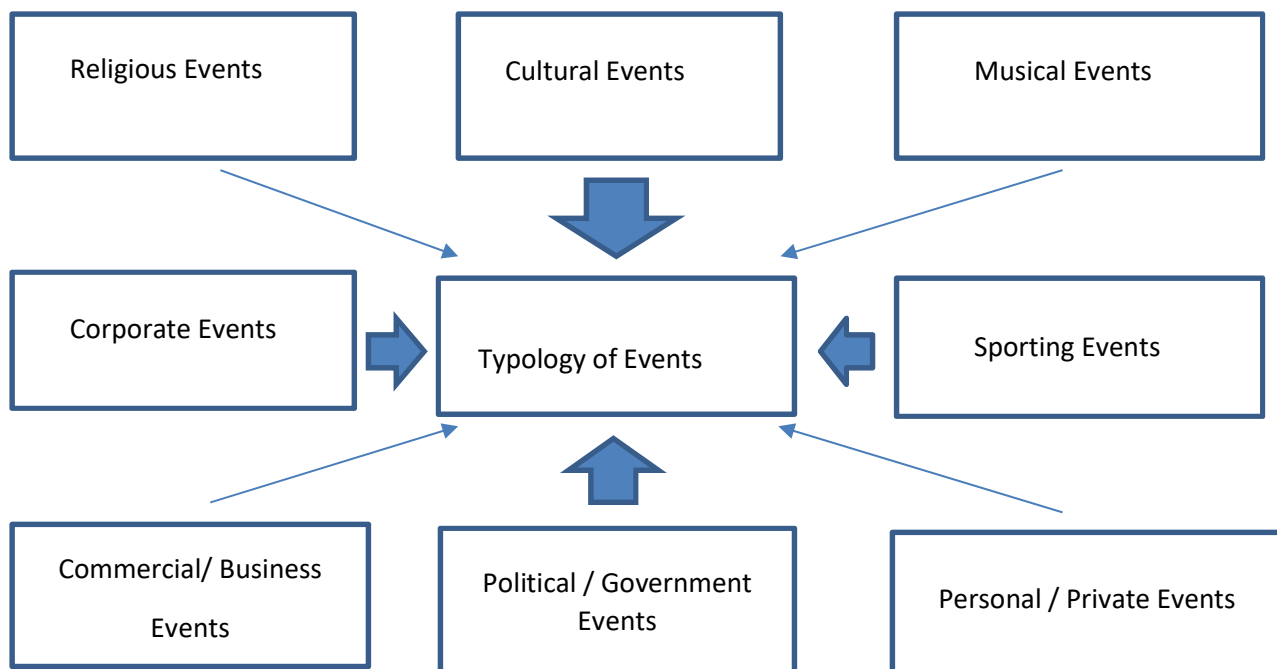 Religious Events
Cultural Events
Musical Events
Corporate Events
Typology of Events
Sporting Events
Commercial/ Business
Events
Political / Government
Events
Personal / Private Events